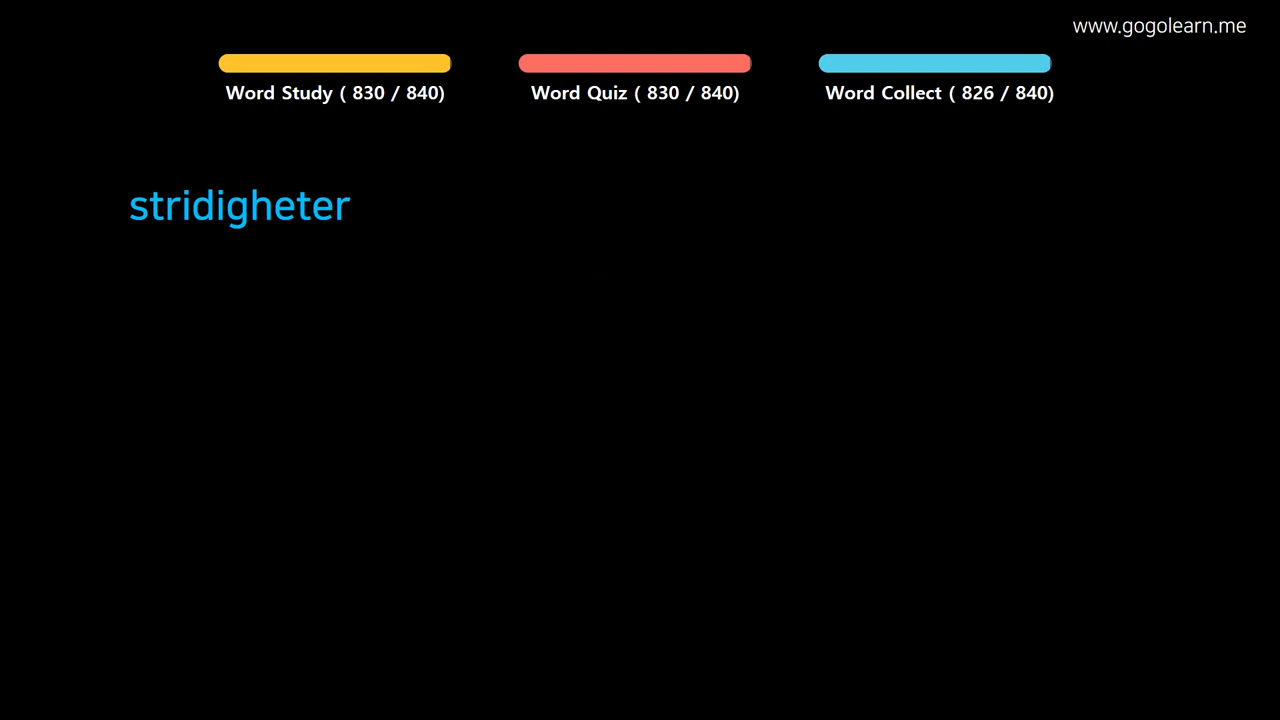 www.gogolearn.me
Word Study ( 830 / 840)
Word Quiz ( 830 / 840)
Word Collect ( 826 / 840)
stridigheter